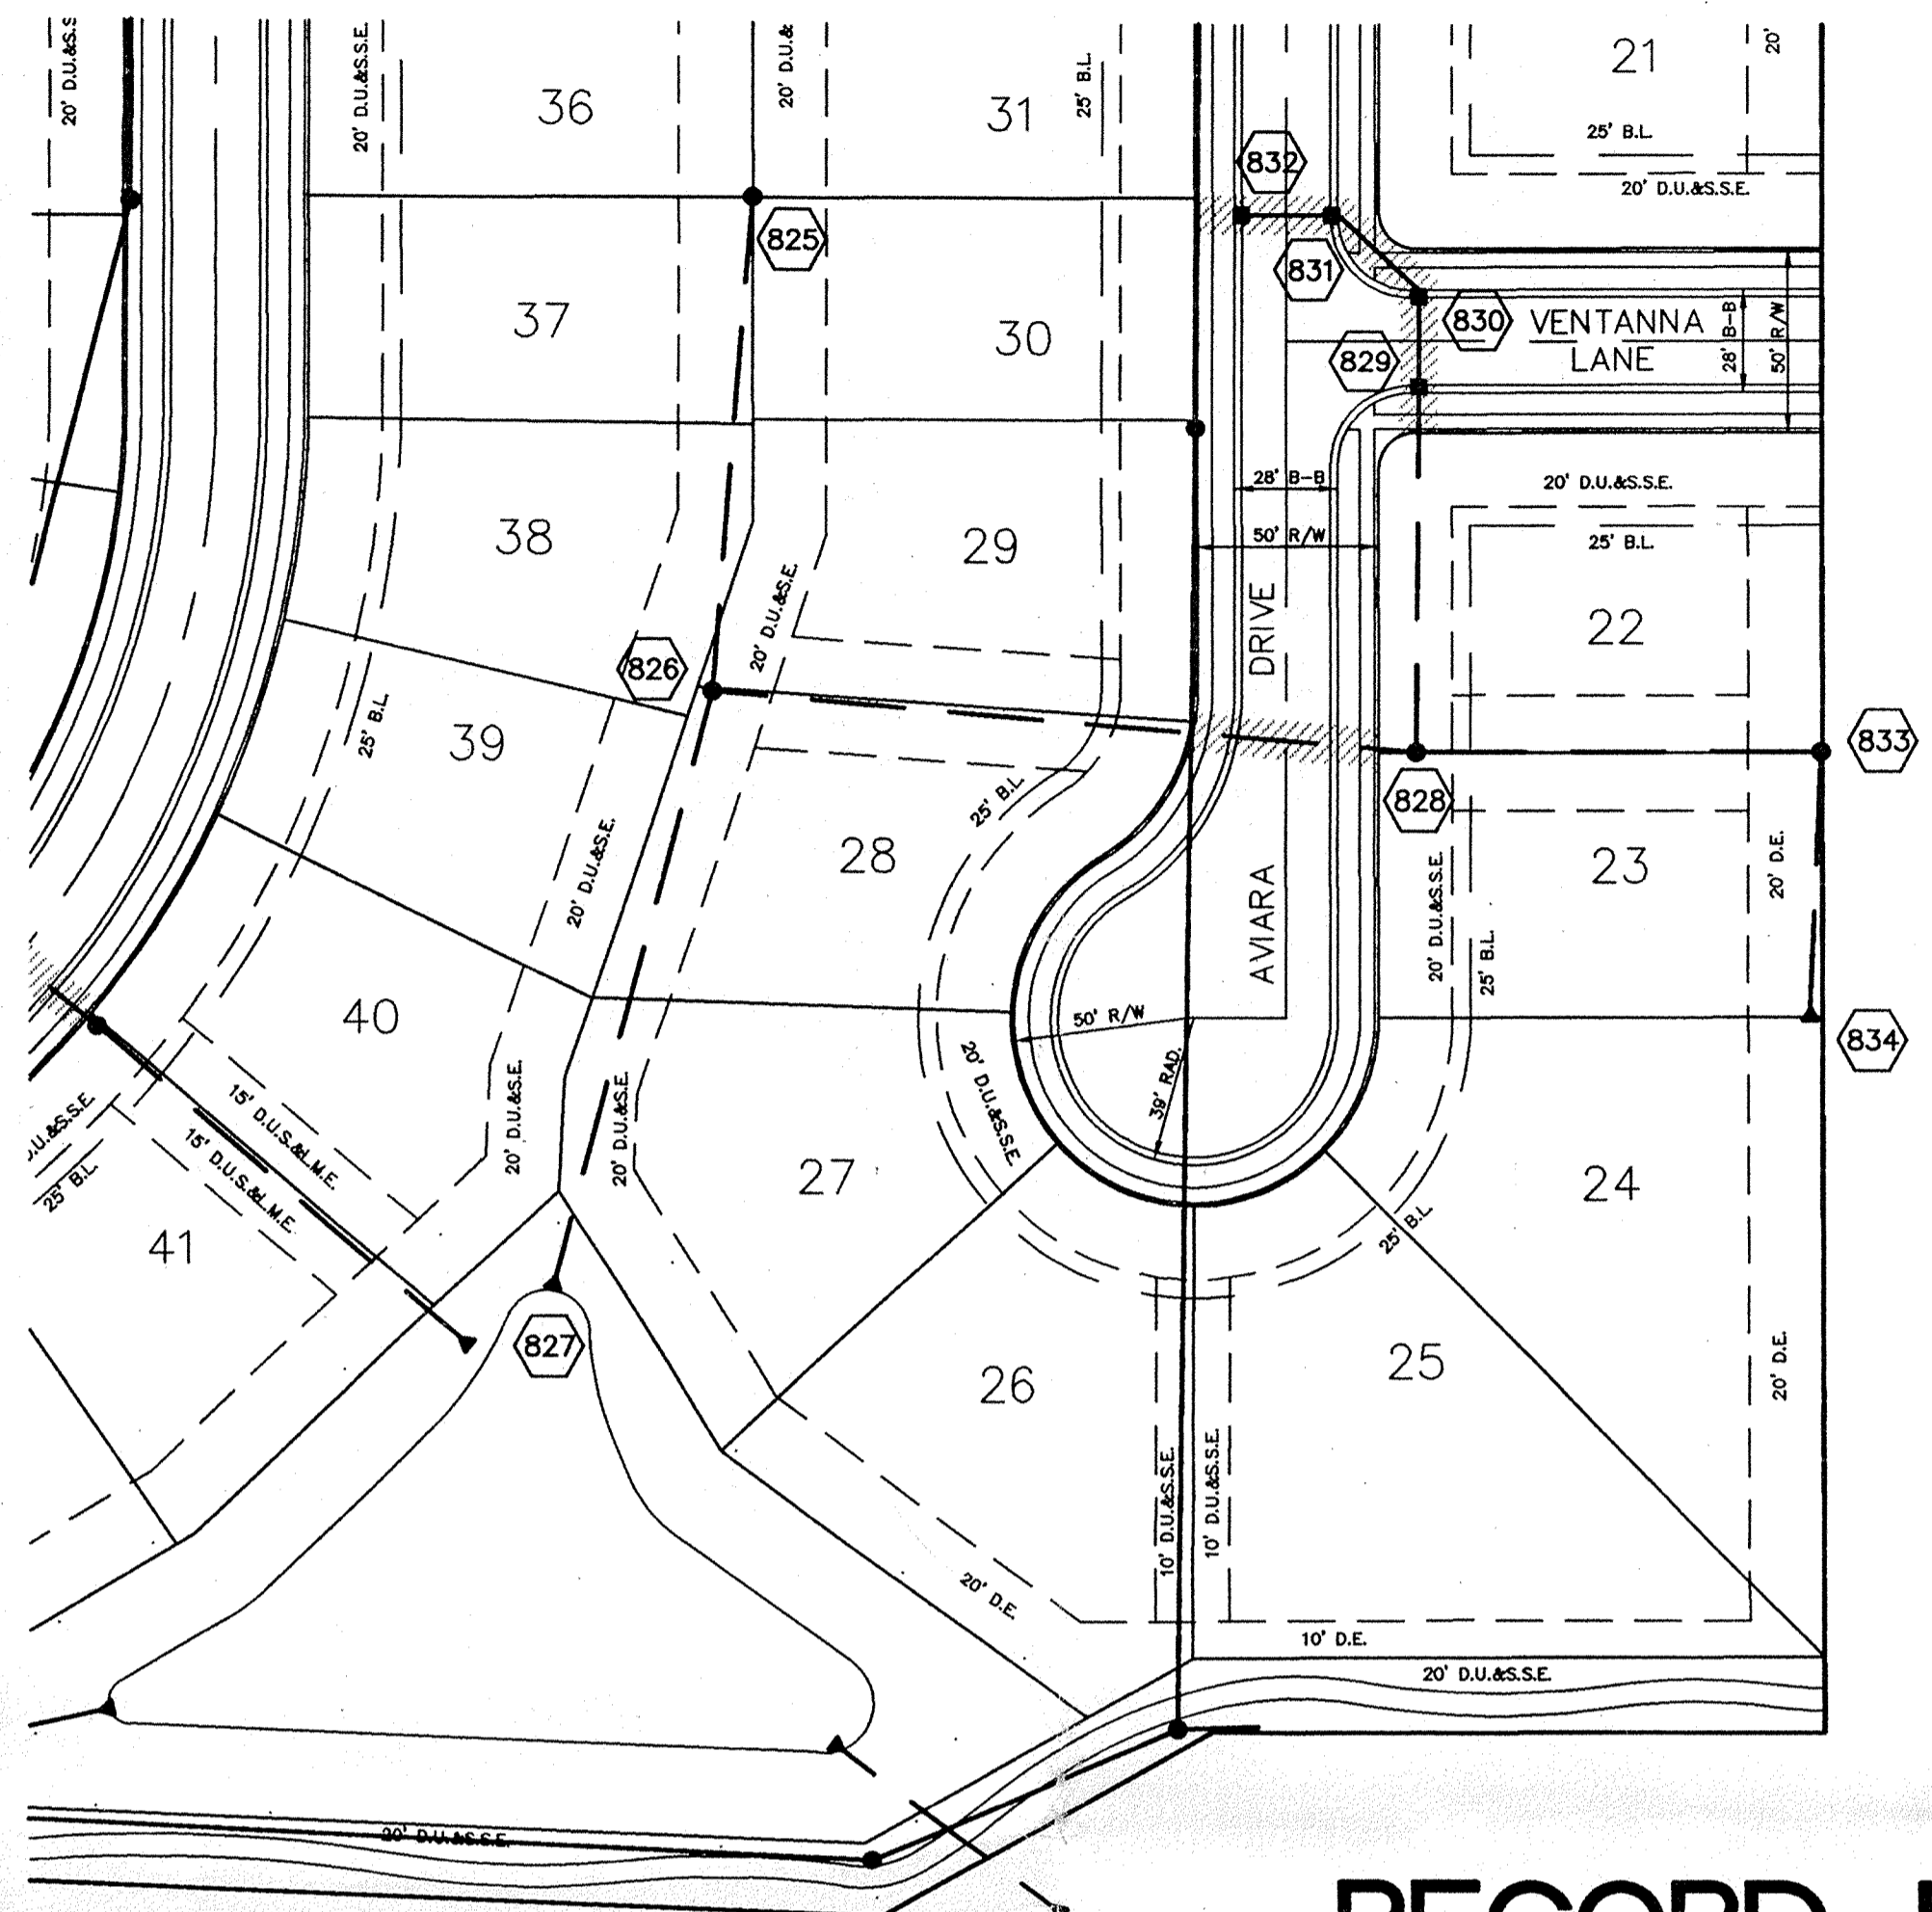 20' D.U.&S.S
20' D.U.&S.S.E.
36
20' D.U.&
31
25' B.L.
21
20'
25' B.L.
20' D.U.&S.S.E.
832
825
831
830
829
37
30
VENTANNA
LANE
28' B-B
50' R/W
28' B-B
50' R/W
20' D.U.&S.S.E.
25' B.L.
38
29
20' D.U.&S.E.
DRIVE
22
826
39
25' B.L.
833
828
25' B.L.
28
23
20' D.E.
20' D.U.&S.E.
20' D.U.&S.S.E.
25' B.L.
AVIARA
40
50' R/W
39' RAD.
834
20' D.U.&S.S.E.
20' D.U.&S.E.
20' D.U.&S.E.
15' D.U.S.&L.M.E.
15' D.U.S.&L.M.E.
D.U.&S.S.E.
25' B.L.
41
27
24
25' B.L.
827
26
25
20' D.E.
10' D.U.&S.S.E.
10' D.U.&S.S.E.
20' D.E.
10' D.E.
20' D.U.&S.S.E.
20' D.U.&S.S.E.
RECORD